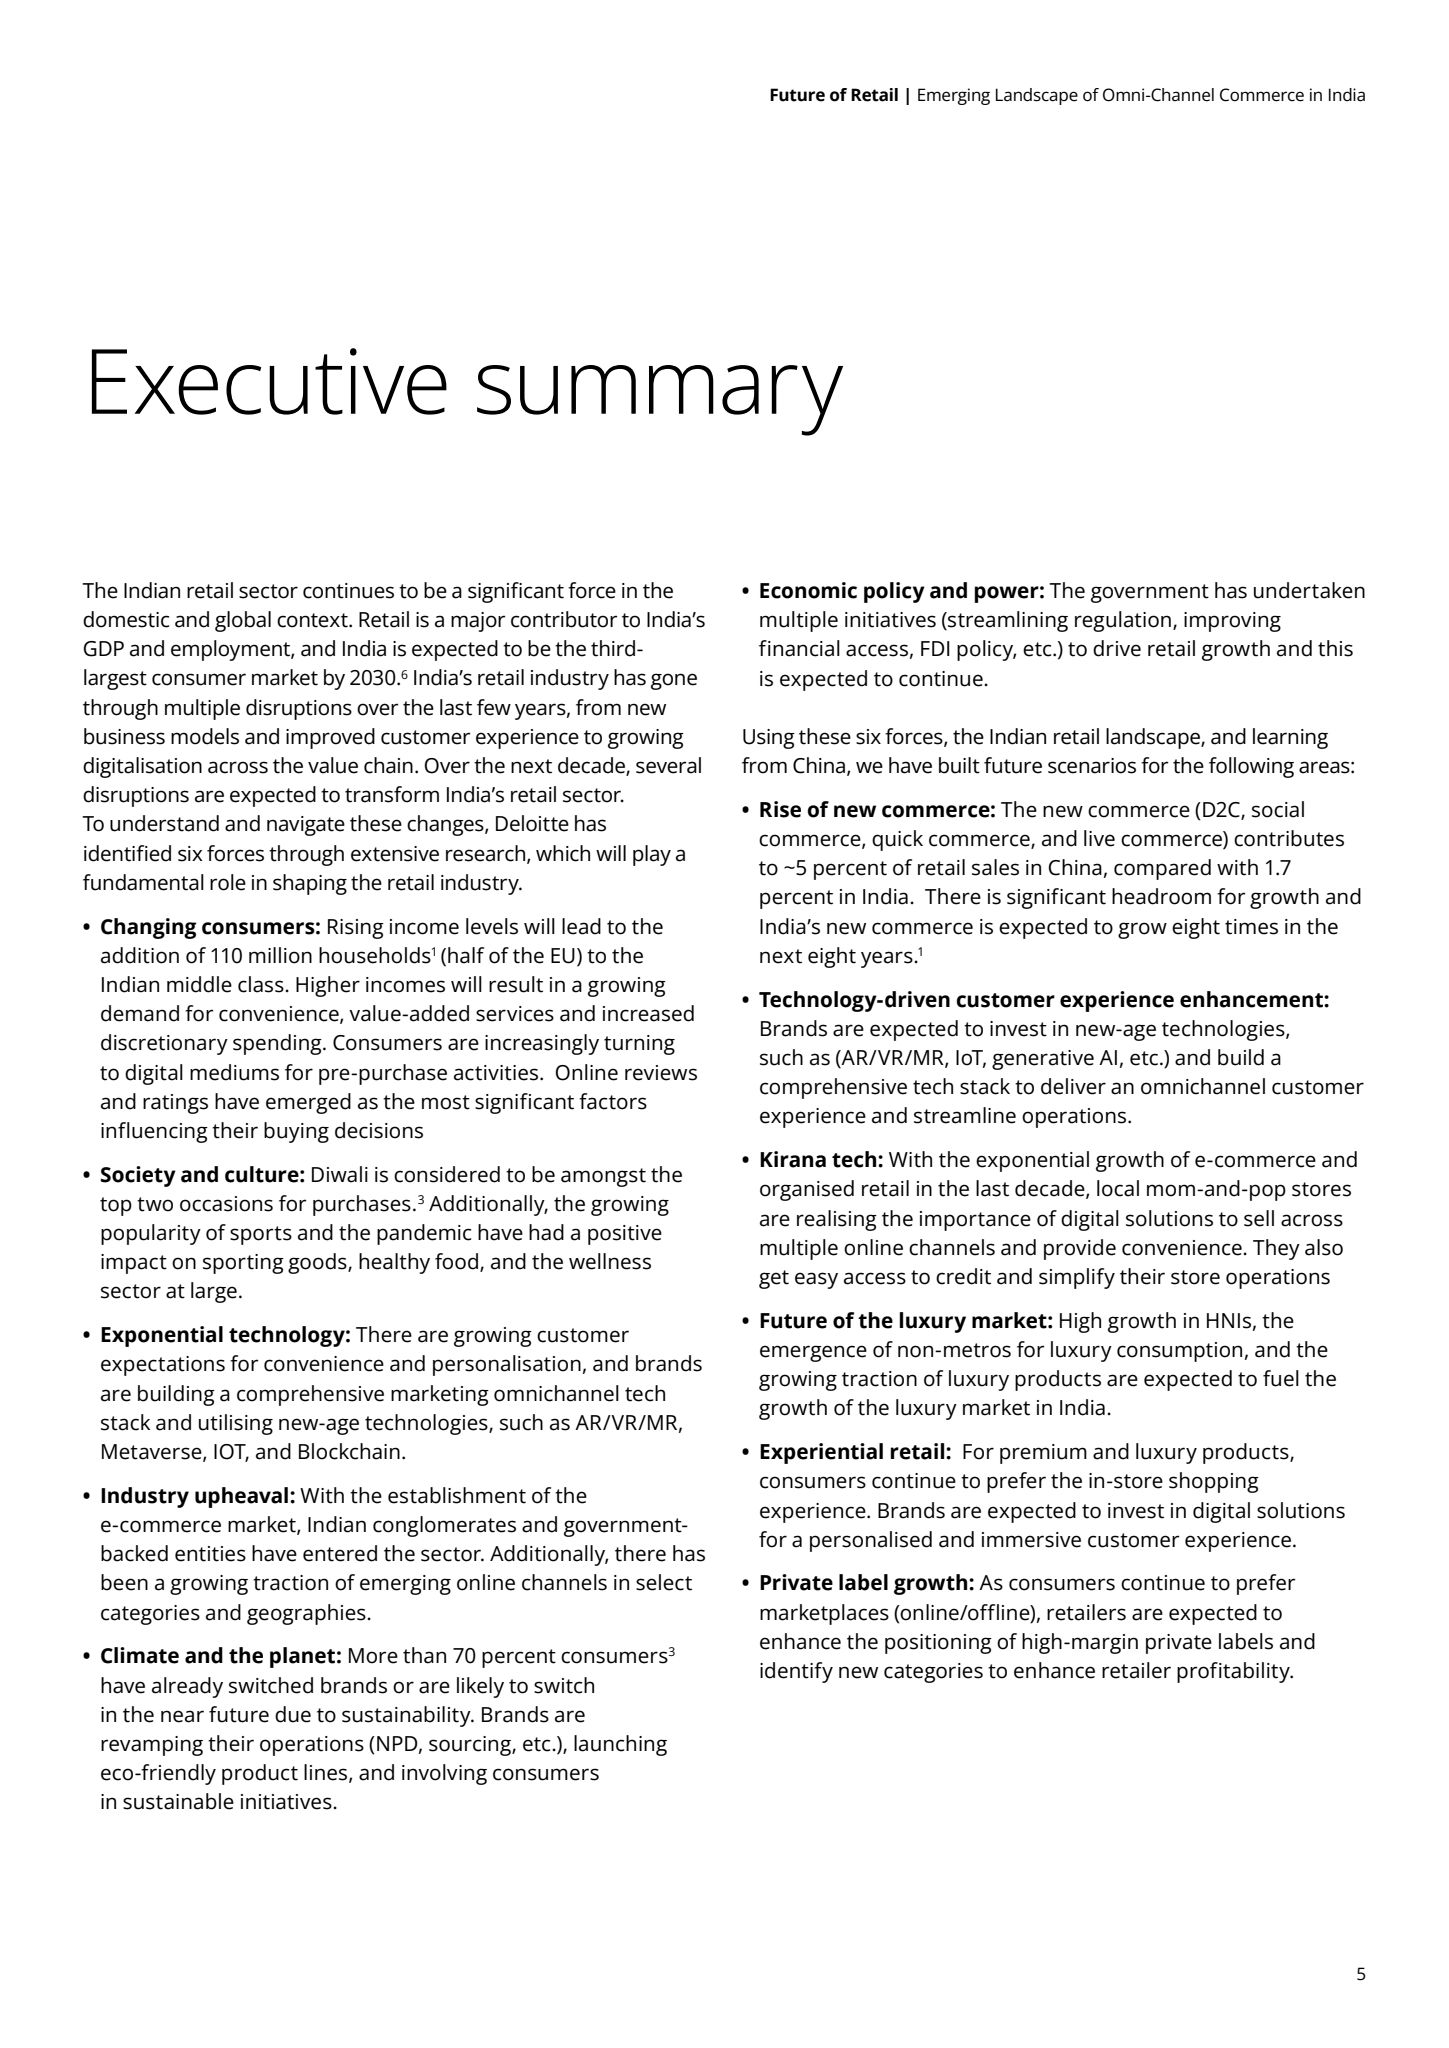 Future of Retail | Emerging Landscape of Omni-Channel Commerce in India
Executive summary
The Indian retail sector continues to be a significant force in the
domestic and global context. Retail is a major contributor to India’s
GDP and employment, and India is expected to be the third-
largest consumer market by 2030.⁶ India’s retail industry has gone
through multiple disruptions over the last few years, from new
business models and improved customer experience to growing
digitalisation across the value chain. Over the next decade, several
disruptions are expected to transform India’s retail sector.
To understand and navigate these changes, Deloitte has
identified six forces through extensive research, which will play a
fundamental role in shaping the retail industry.
• Changing consumers: Rising income levels will lead to the
addition of 110 million households¹ (half of the EU) to the
Indian middle class. Higher incomes will result in a growing
demand for convenience, value-added services and increased
discretionary spending. Consumers are increasingly turning
to digital mediums for pre-purchase activities.  Online reviews
and ratings have emerged as the most significant factors
influencing their buying decisions
• Society and culture: Diwali is considered to be amongst the
top two occasions for purchases.³ Additionally, the growing
popularity of sports and the pandemic have had a positive
impact on sporting goods, healthy food, and the wellness
sector at large.
• Exponential technology: There are growing customer
expectations for convenience and personalisation, and brands
are building a comprehensive marketing omnichannel tech
stack and utilising new-age technologies, such as AR/VR/MR,
Metaverse, IOT, and Blockchain.
• Industry upheaval: With the establishment of the
e-commerce market, Indian conglomerates and government-
backed entities have entered the sector. Additionally, there has
been a growing traction of emerging online channels in select
categories and geographies.
• Climate and the planet: More than 70 percent consumers³
have already switched brands or are likely to switch
in the near future due to sustainability. Brands are
revamping their operations (NPD, sourcing, etc.), launching
eco-friendly product lines, and involving consumers
in sustainable initiatives.
• Economic policy and power: The government has undertaken
multiple initiatives (streamlining regulation, improving
financial access, FDI policy, etc.) to drive retail growth and this
is expected to continue.
Using these six forces, the Indian retail landscape, and learning
from China, we have built future scenarios for the following areas:
• Rise of new commerce: The new commerce (D2C, social
commerce, quick commerce, and live commerce) contributes
to ~5 percent of retail sales in China, compared with 1.7
percent in India.  There is significant headroom for growth and
India’s new commerce is expected to grow eight times in the
next eight years.¹
• Technology-driven customer experience enhancement:
Brands are expected to invest in new-age technologies,
such as (AR/VR/MR, IoT, generative AI, etc.) and build a
comprehensive tech stack to deliver an omnichannel customer
experience and streamline operations.
• Kirana tech: With the exponential growth of e-commerce and
organised retail in the last decade, local mom-and-pop stores
are realising the importance of digital solutions to sell across
multiple online channels and provide convenience. They also
get easy access to credit and simplify their store operations
• Future of the luxury market: High growth in HNIs, the
emergence of non-metros for luxury consumption, and the
growing traction of luxury products are expected to fuel the
growth of the luxury market in India.
• Experiential retail:  For premium and luxury products,
consumers continue to prefer the in-store shopping
experience. Brands are expected to invest in digital solutions
for a personalised and immersive customer experience.
• Private label growth: As consumers continue to prefer
marketplaces (online/offline), retailers are expected to
enhance the positioning of high-margin private labels and
identify new categories to enhance retailer profitability.
5